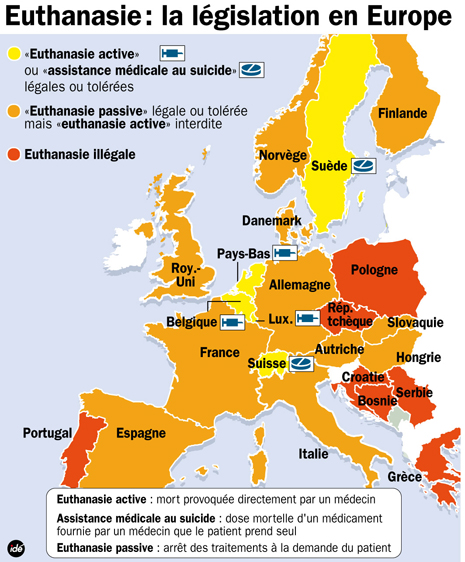 Euthanasie : la législation en Europe
«Euthanasie active»
ou «assistance médicale au suicide»
légales ou tolérées
«Euthanasie passive» légale ou tolérée
mais «euthanasie active» interdite
Euthanasie illégale
Finlande
Norvège
Suède
Danemark
Pays-Bas
Roy.-
Uni
Allemagne
Pologne
Belgique
Lux.
Rép.
tchèque
Slovaquie
France
Suisse
Autriche
Hongrie
Croatie
Bosnie
Serbie
Portugal
Espagne
Italie
Grèce
Euthanasie active : mort provoquée directement par un médecin
Assistance médicale au suicide : dose mortelle d'un médicament
fournie par un médecin que le patient prend seul
Euthanasie passive : arrêt des traitements à la demande du patient
idé